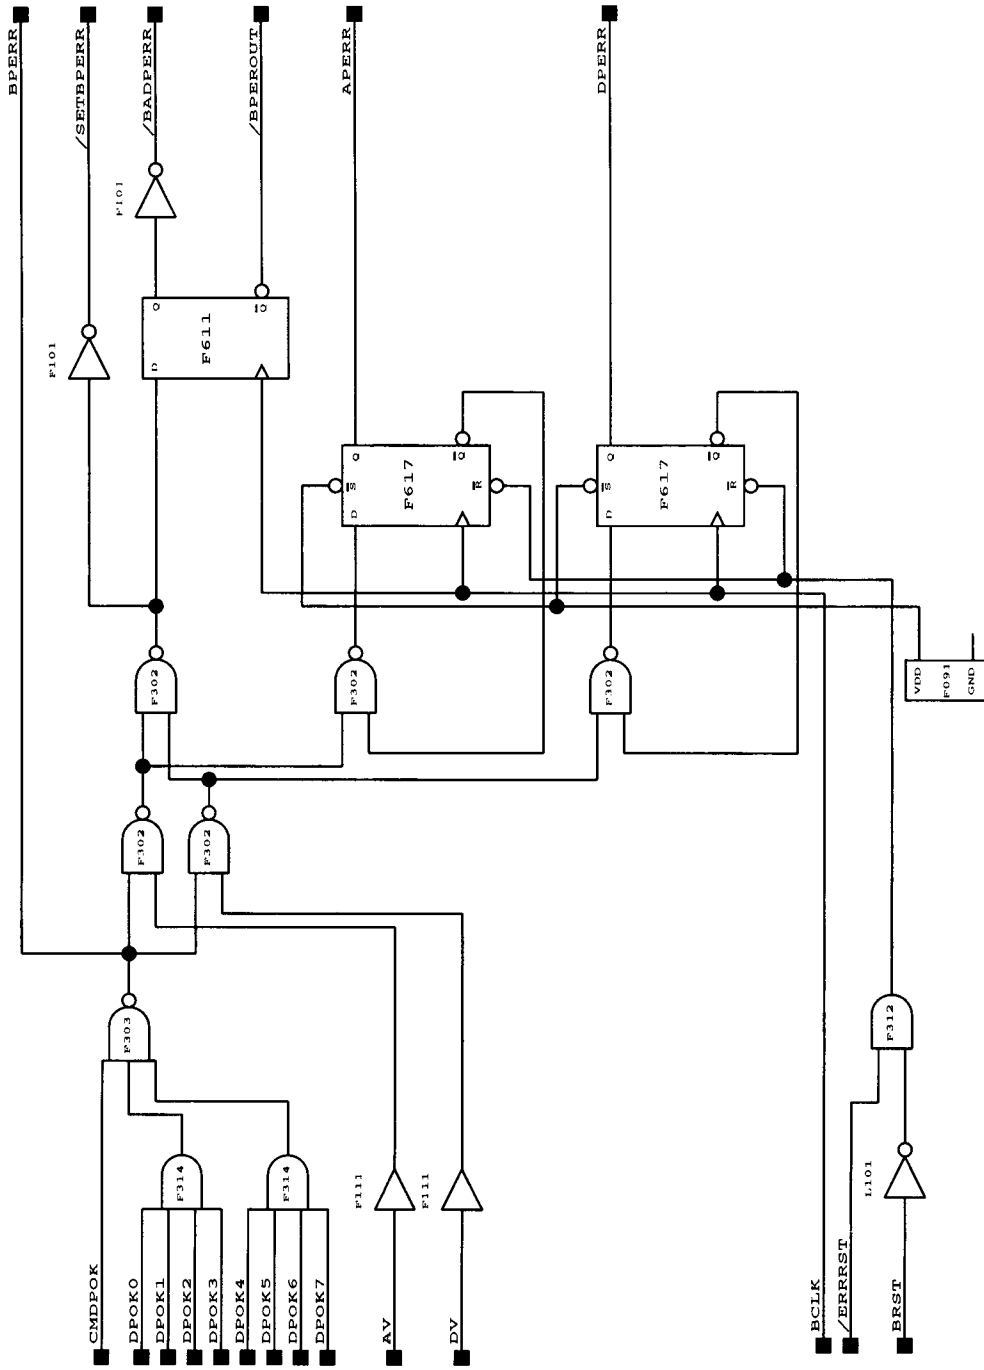 BPERR
/SETBPERR
/BADPERR
/BPEROUT
APERR
DPERR
F101
F101
D
Q
Q
F611
S
D
Q
Q
R
F617
S
D
Q
Q
R
F617
F302
F302
F302
VDD
F091
GND
F302
F302
F303
F312
F314
F314
F111
F111
L101
CMDPOK
DPOK0
DPOK1
DPOK2
DPOK3
DPOK4
DPOK5
DPOK6
DPOK7
AV
DV
BCLK
/ERRRST
BRST